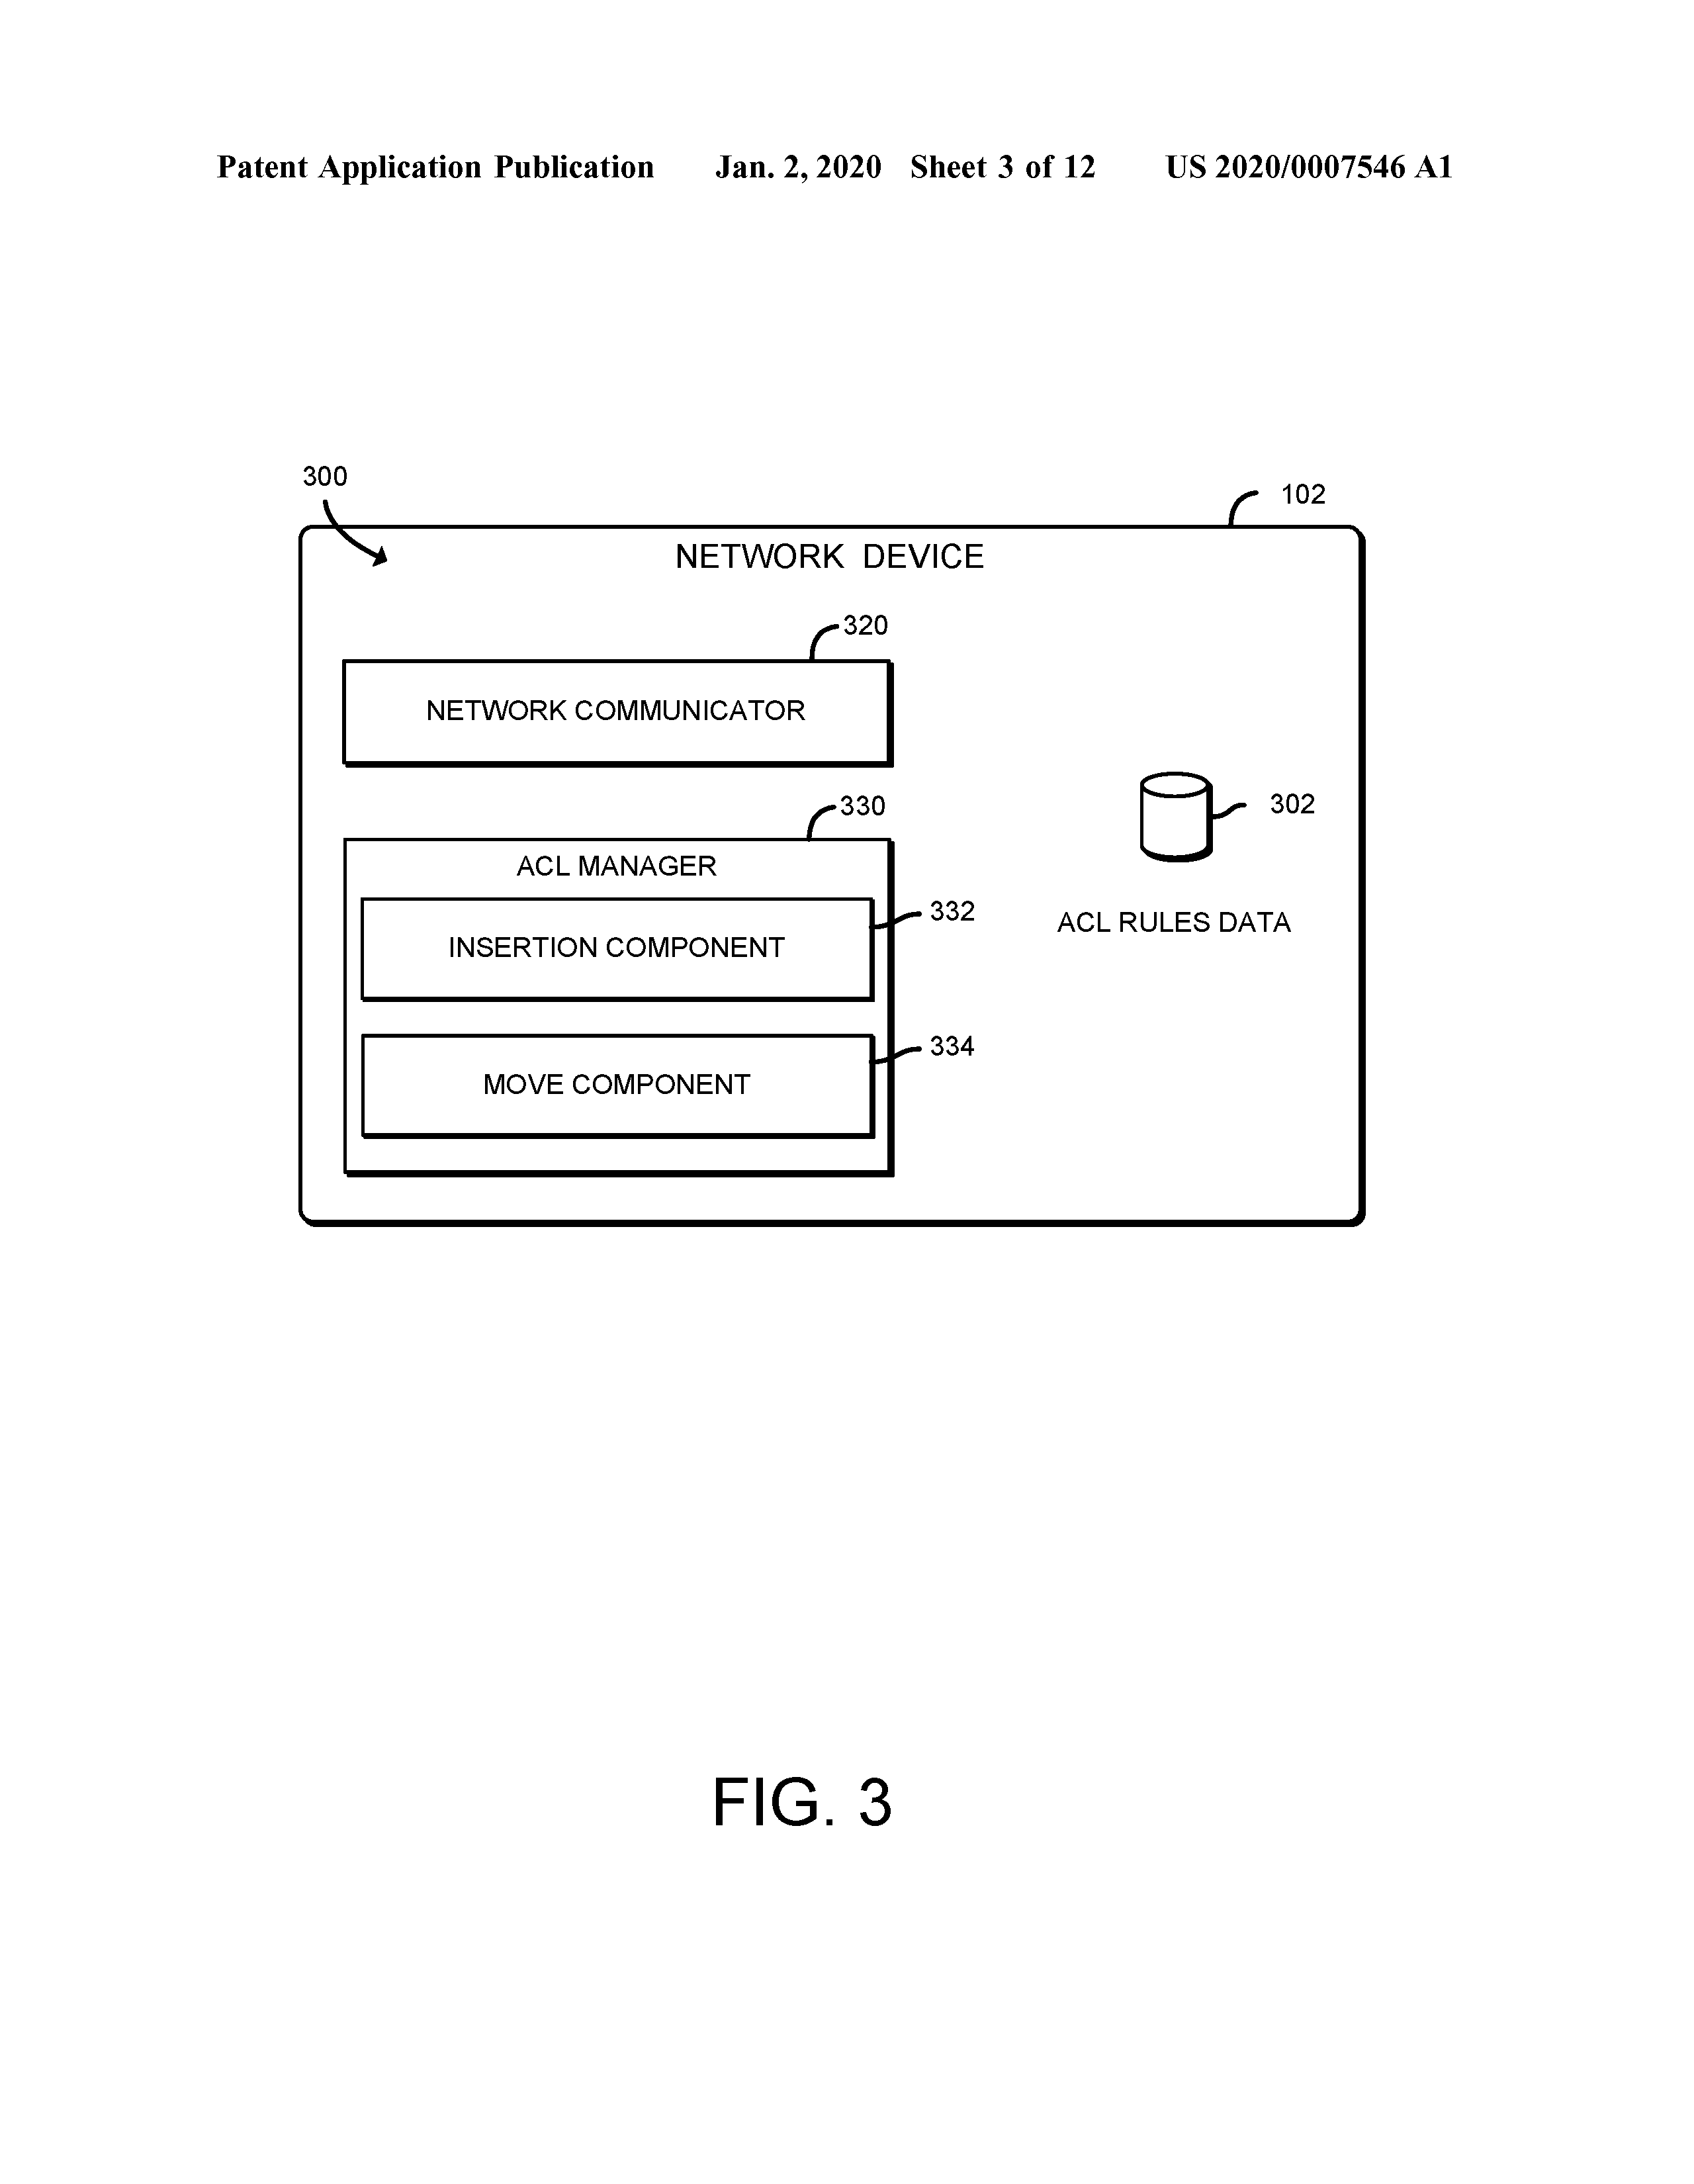 Patent Application Publication Jan. 2, 2020 Sheet 3 of 12 US 2020/0007546 A1
300
102
NETWORK DEVICE
320
NETWORK COMMUNICATOR
330
302
ACL MANAGER
332
ACL RULES DATA
INSERTION COMPONENT
334
MOVE COMPONENT
FIG. 3